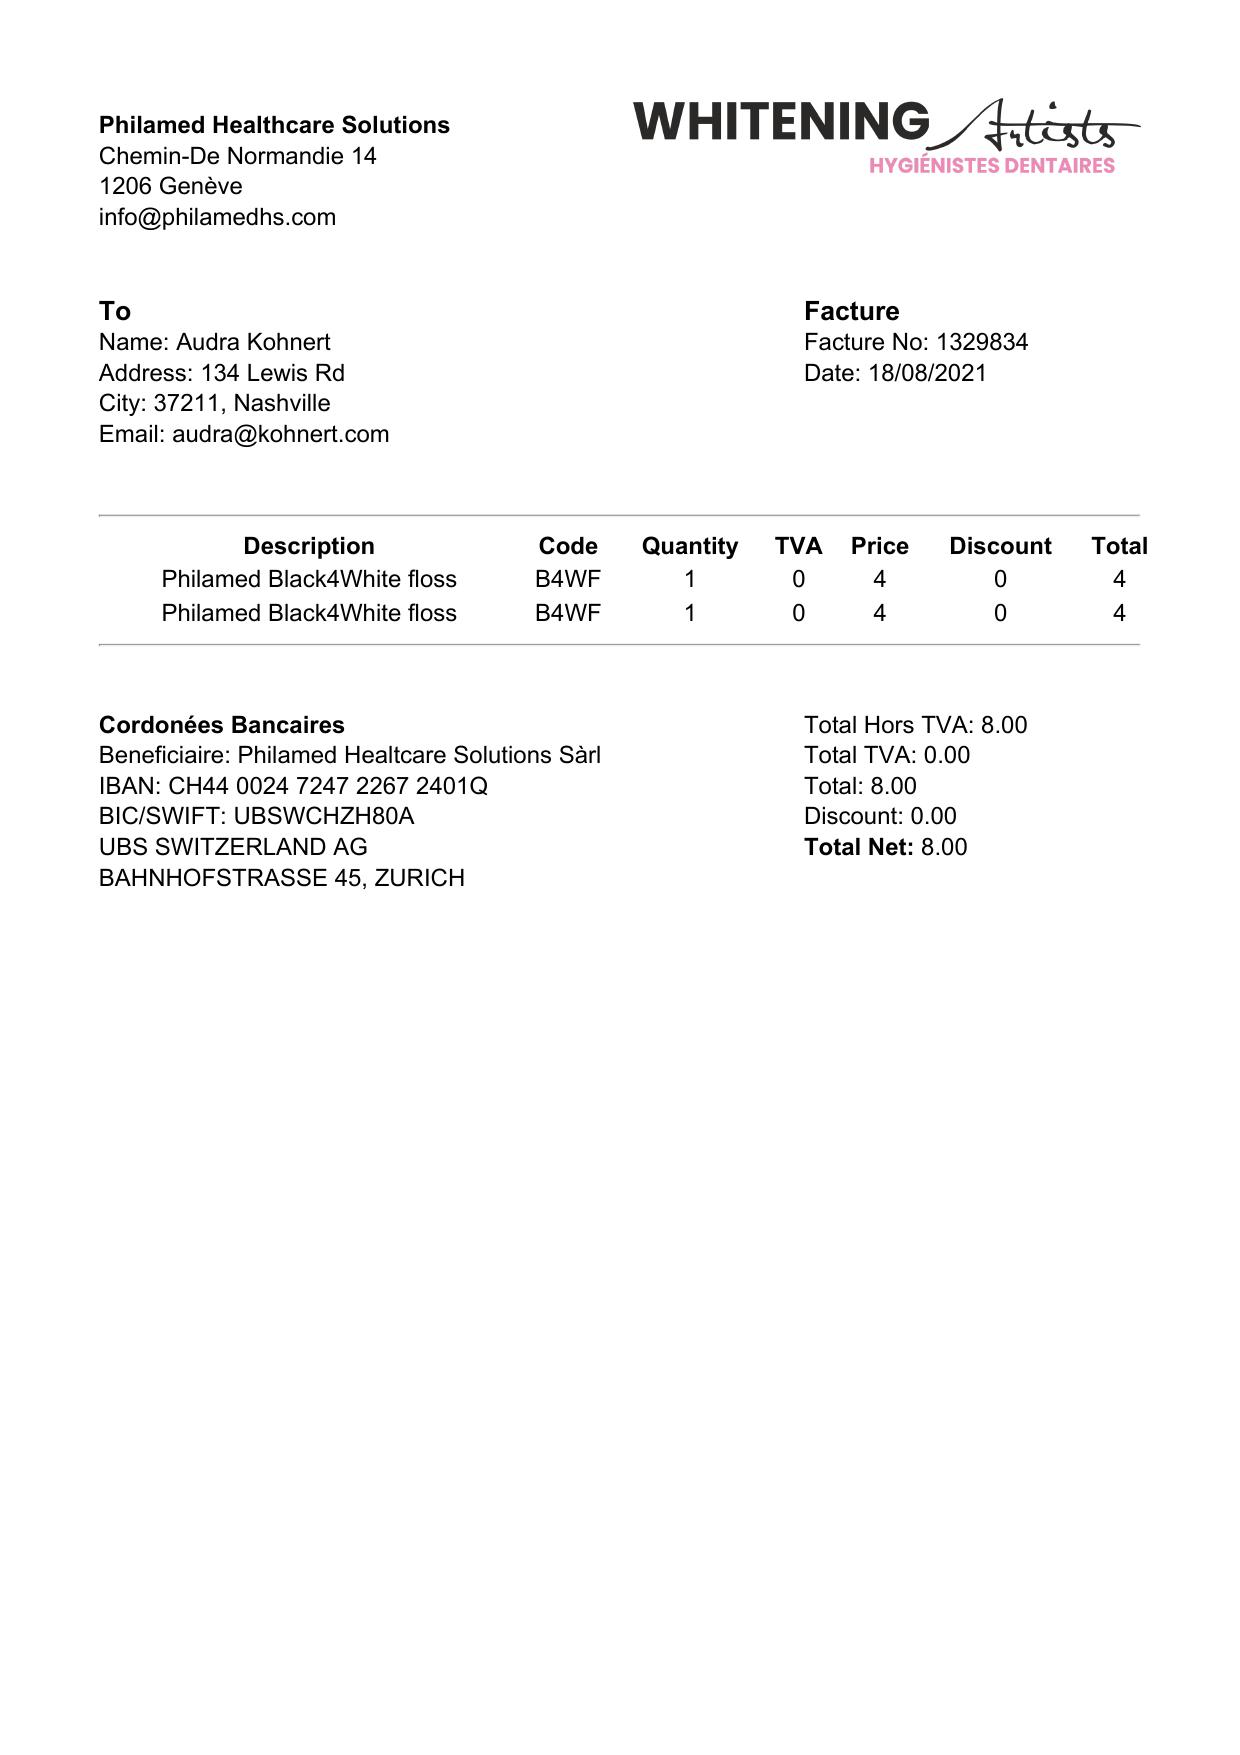 Philamed Healthcare Solutions
Chemin-De Normandie 14
1206 Genève
info@philamedhs.com
WHITENING Artists
HYGIÉNISTES DENTAIRES
To
Name: Audra Kohnert
Address: 134 Lewis Rd
City: 37211, Nashville
Email: audra@kohnert.com
Facture
Facture No: 1329834
Date: 18/08/2021
Description Code Quantity TVA Price Discount Total
Philamed Black4White floss B4WF 1 0 4 0 4
Philamed Black4White floss B4WF 1 0 4 0 4
Cordonées Bancaires
Beneficiaire: Philamed Healtcare Solutions Sàrl
IBAN: CH44 0024 7247 2267 2401Q
BIC/SWIFT: UBSWCHZH80A
UBS SWITZERLAND AG
BAHNHOFSTRASSE 45, ZURICH
Total Hors TVA: 8.00
Total TVA: 0.00
Total: 8.00
Discount: 0.00
Total Net: 8.00